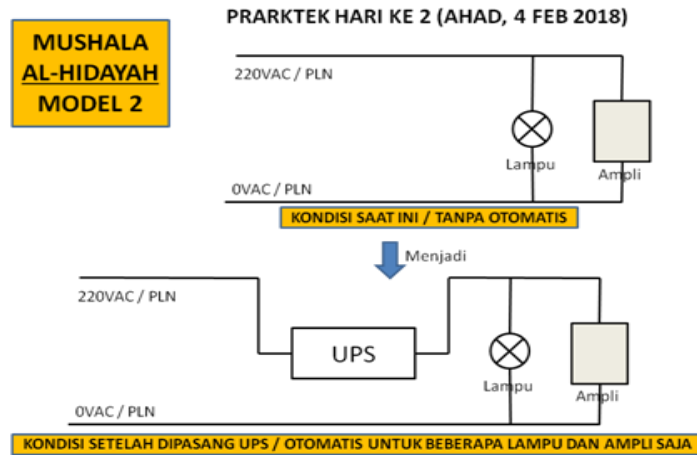 PRARKTEK HARI KE 2 (AHAD, 4 FEB 2018)
MUSHALA
AL-HIDAYAH
MODEL 2
220VAC / PLN
Lampu
Ampli
0VAC / PLN
KONDISI SAAT INI / TANPA OTOMATIS
Menjadi
220VAC / PLN
UPS
Lampu
Ampli
0VAC / PLN
KONDISI SETELAH DIPASANG UPS / OTOMATIS UNTUK BEBERAPA LAMPU DAN AMPLI SAJA